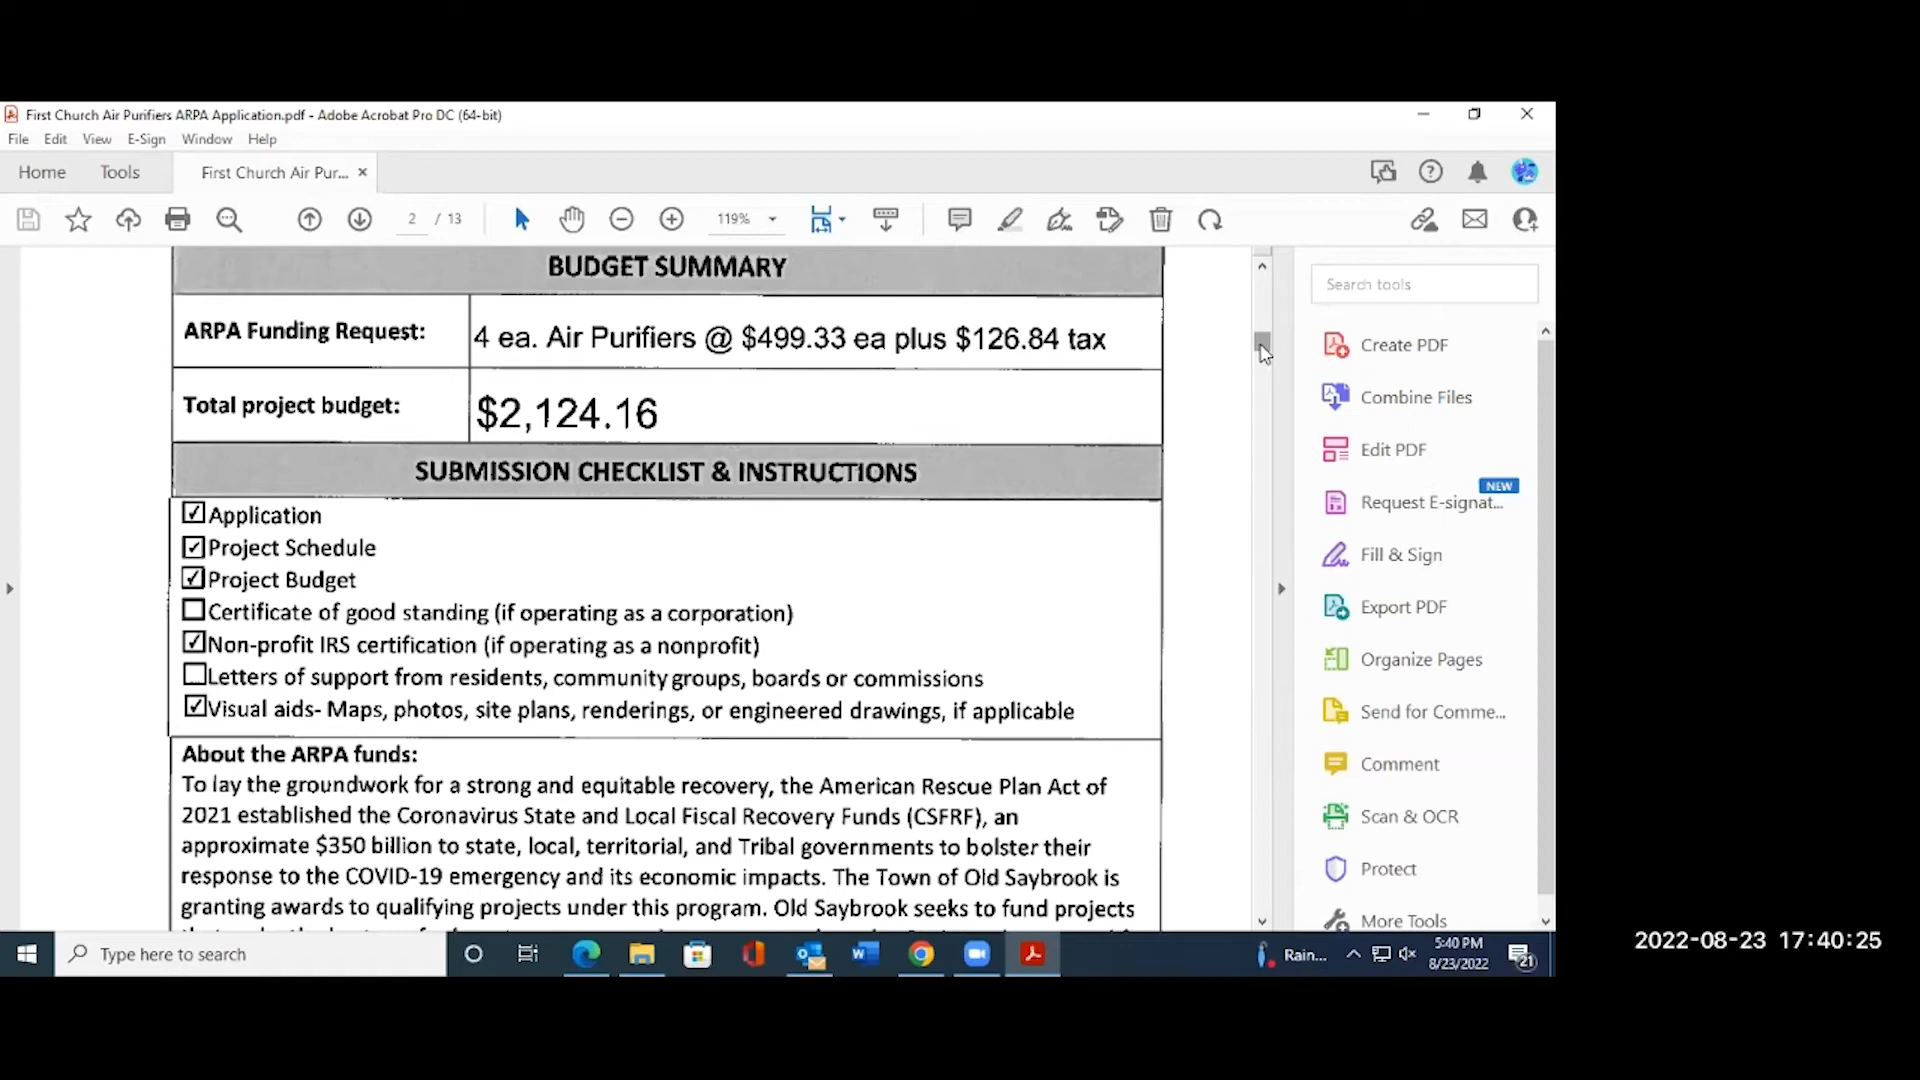 First Church Air Purifiers ARPA Application.pdf - Adobe Acrobat Pro DC (64-bit)
File Edit View E-Sign Window Help
Home Tools First Church Air Pur... ×
2 / 13 119%
BUDGET SUMMARY
ARPA Funding Request: 4 ea. Air Purifiers @ $499.33 ea plus $126.84 tax
Total project budget: $2,124.16
SUBMISSION CHECKLIST & INSTRUCTIONS
Application
Project Schedule
Project Budget
Certificate of good standing (if operating as a corporation)
Non-profit IRS certification (if operating as a nonprofit)
Letters of support from residents, community groups, boards or commissions
Visual aids- Maps, photos, site plans, renderings, or engineered drawings, if applicable
About the ARPA funds:
To lay the groundwork for a strong and equitable recovery, the American Rescue Plan Act of
2021 established the Coronavirus State and Local Fiscal Recovery Funds (CSFRF), an
approximate $350 billion to state, local, territorial, and Tribal governments to bolster their
response to the COVID-19 emergency and its economic impacts. The Town of Old Saybrook is
granting awards to qualifying projects under this program. Old Saybrook seeks to fund projects
Search tools
Create PDF
Combine Files
Edit PDF
NEW
Request E-signat...
Fill & Sign
Export PDF
Organize Pages
Send for Comme...
Comment
Scan & OCR
Protect
More Tools
Type here to search
Rain...
5:40 PM
8/23/2022
21
2022-08-23 17:40:25